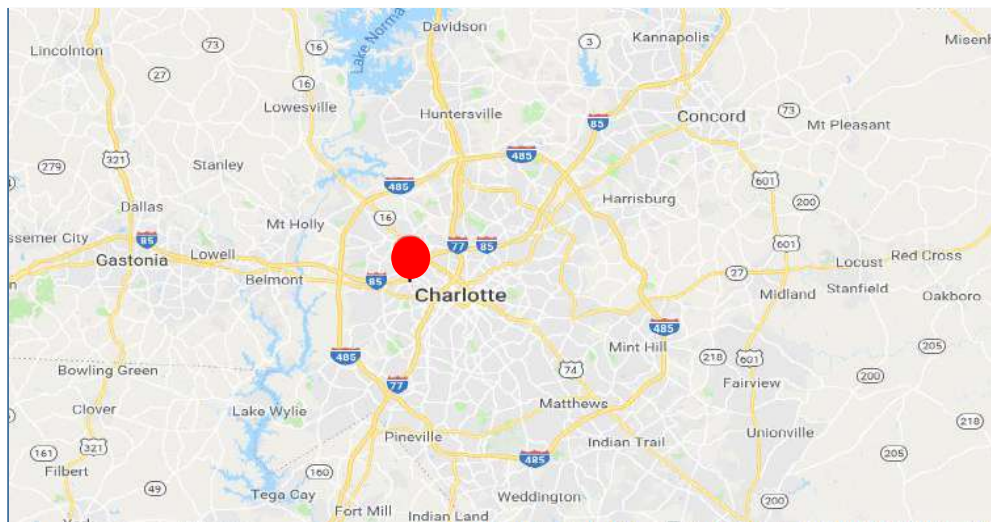 Davidson
Misenh
Lincolnton
73
16
Lake Norma
3
Kannapolis
27
16
Lowesville
Huntersville
85
Concord
73
Mt Pleasant
321
279
Stanley
485
485
601
Harrisburg
200
Dallas
Mt Holly
16
ssemer City
85
Lowell
77
85
601
Red Cross
Gastonia
Belmont
85
27
Locust
Charlotte
Midland
Stanfield
Oakboro
n
485
Mint Hill
205
485
218
601
Bowling Green
77
74
Fairview
200
Clover
Lake Wylie
Matthews
218
Pineville
Indian Trail
Unionville
321
161
Filbert
485
205
160
49
Tega Cay
Weddington
200
Fort Mill
Indian Land